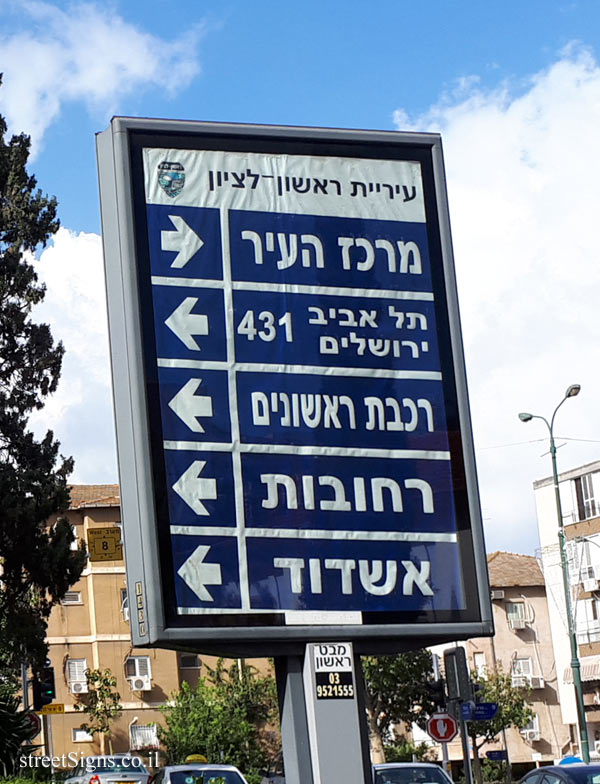 עיריית ראשון-לציון
מרכז העיר
תל אביב 431
ירושלים
רכבת ראשונים
רחובות
אשדוד
מבט
ראשון
03
9521555
8
streetSigns.co.il